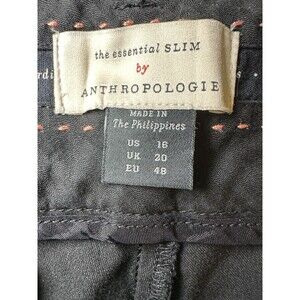 the essential SLIM
by
ANTHROPOLOGIE
MADE IN
The Philippines
US 16
UK 20
EU 48